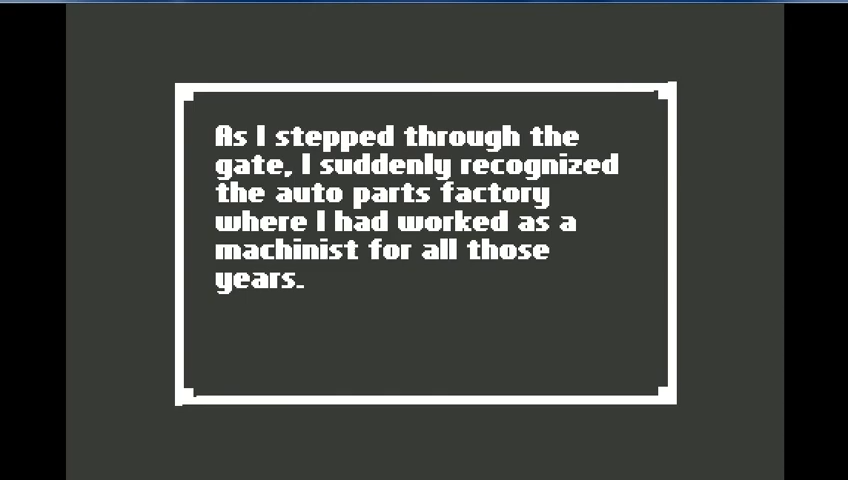 As I stepped through the
gate, I suddenly recognized
the auto parts factory
where I had worked as a
machinist for all those
years.